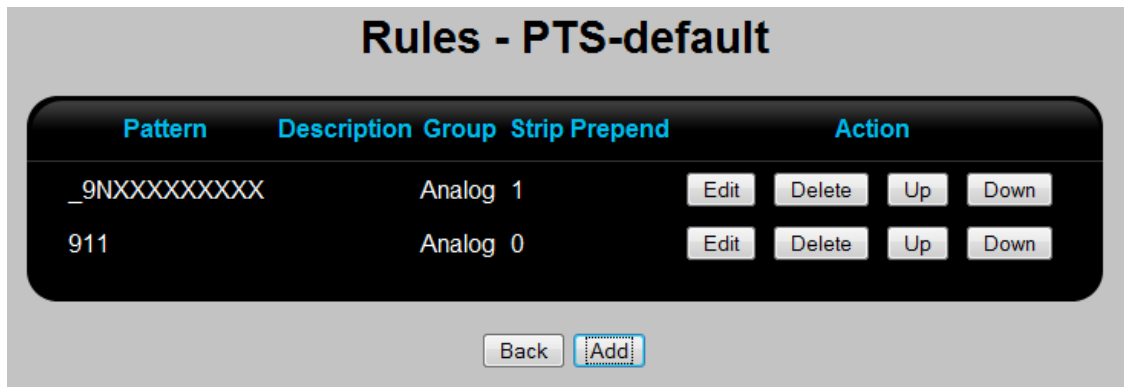 Rules - PTS-default
Pattern Description Group Strip Prepend Action
_9NXXXXXXXXX Analog 1 Edit Delete Up Down
911 Analog 0 Edit Delete Up Down
Back Add